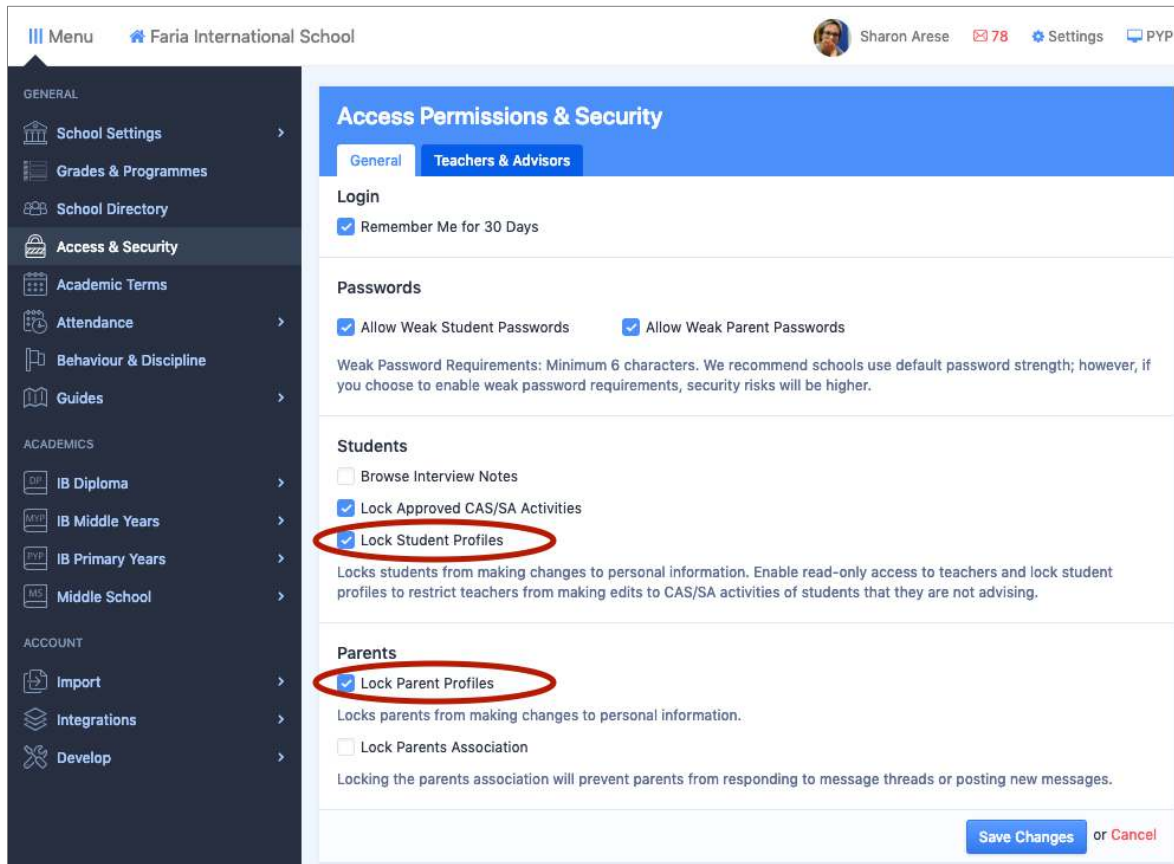 Menu
Faria International School
Sharon Arese
78
Settings
PYP
GENERAL
School Settings
Grades & Programmes
School Directory
Access & Security
Academic Terms
Attendance
Behaviour & Discipline
Guides
ACADEMICS
DP
IB Diploma
MYP
IB Middle Years
PYP
IB Primary Years
MS
Middle School
ACCOUNT
Import
Integrations
Develop
Access Permissions & Security
General
Teachers & Advisors
Login
Remember Me for 30 Days
Passwords
Allow Weak Student Passwords
Allow Weak Parent Passwords
Weak Password Requirements: Minimum 6 characters. We recommend schools use default password strength; however, if
you choose to enable weak password requirements, security risks will be higher.
Students
Browse Interview Notes
Lock Approved CAS/SA Activities
Lock Student Profiles
Locks students from making changes to personal information. Enable read-only access to teachers and lock student
profiles to restrict teachers from making edits to CAS/SA activities of students that they are not advising.
Parents
Lock Parent Profiles
Locks parents from making changes to personal information.
Lock Parents Association
Locking the parents association will prevent parents from responding to message threads or posting new messages.
Save Changes or Cancel